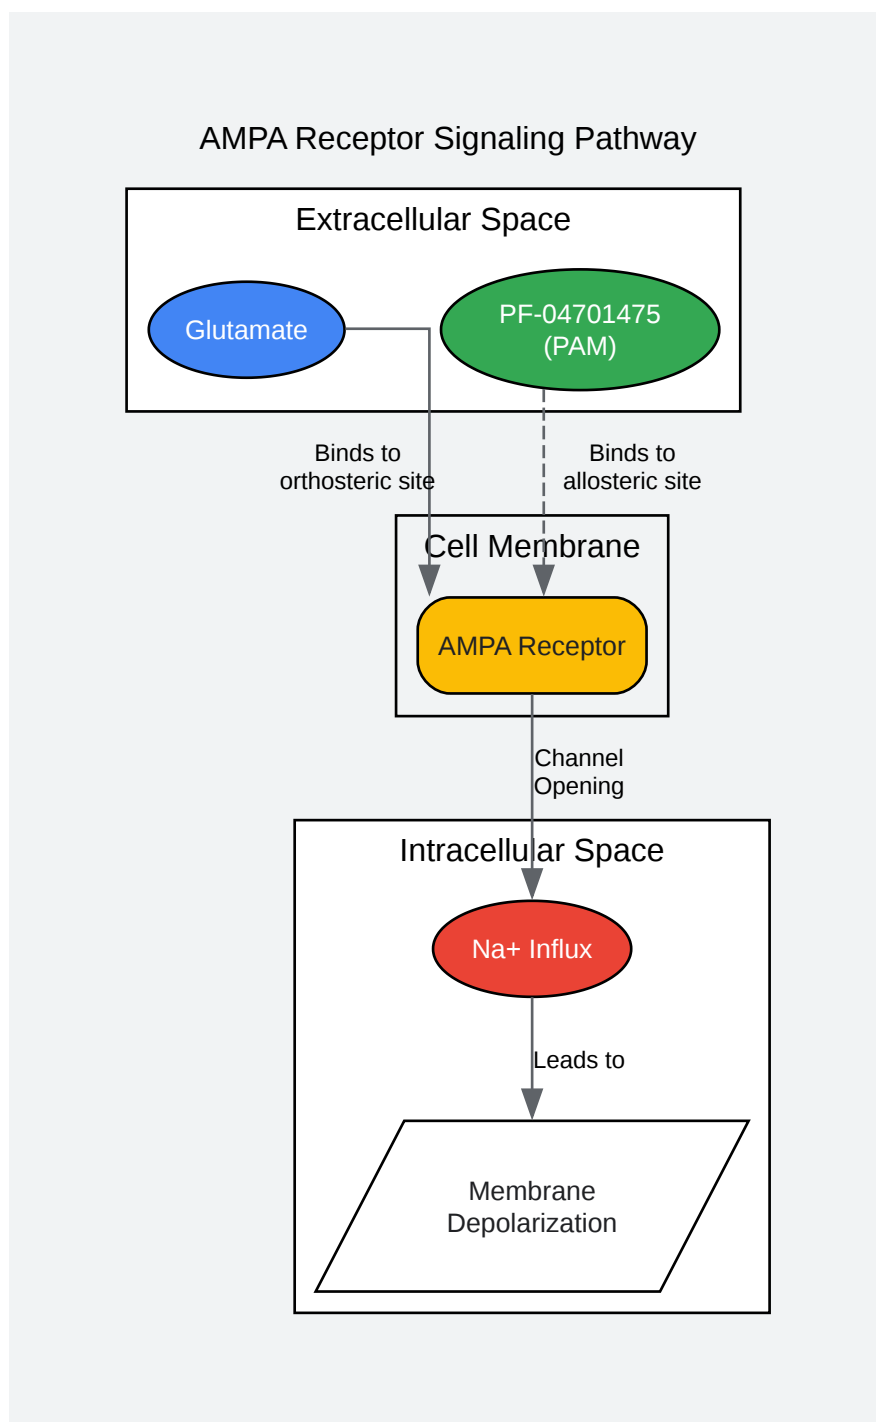 AMPA Receptor Signaling Pathway
Extracellular Space
Glutamate
PF-04701475
(PAM)
Binds to
orthosteric site
Binds to
allosteric site
Cell Membrane
AMPA Receptor
Channel
Opening
Intracellular Space
Na+ Influx
Leads to
Membrane
Depolarization